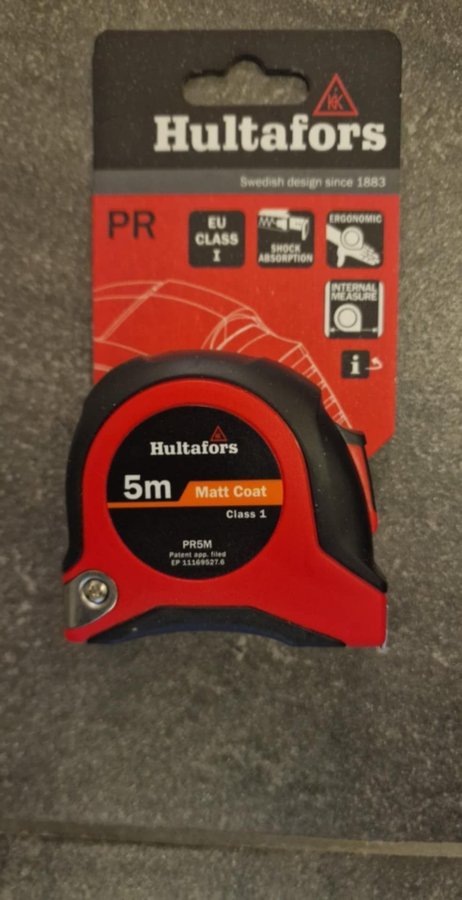 Hultafors
Swedish design since 1883
PR
EU
CLASS
I
SHOCK
ABSORPTION
ERGONOMIC
INTERNAL
MEASURE
i
Hultafors
5m
Matt Coat
Class 1
PR5M
Patent app. filed
EP 11169527.6